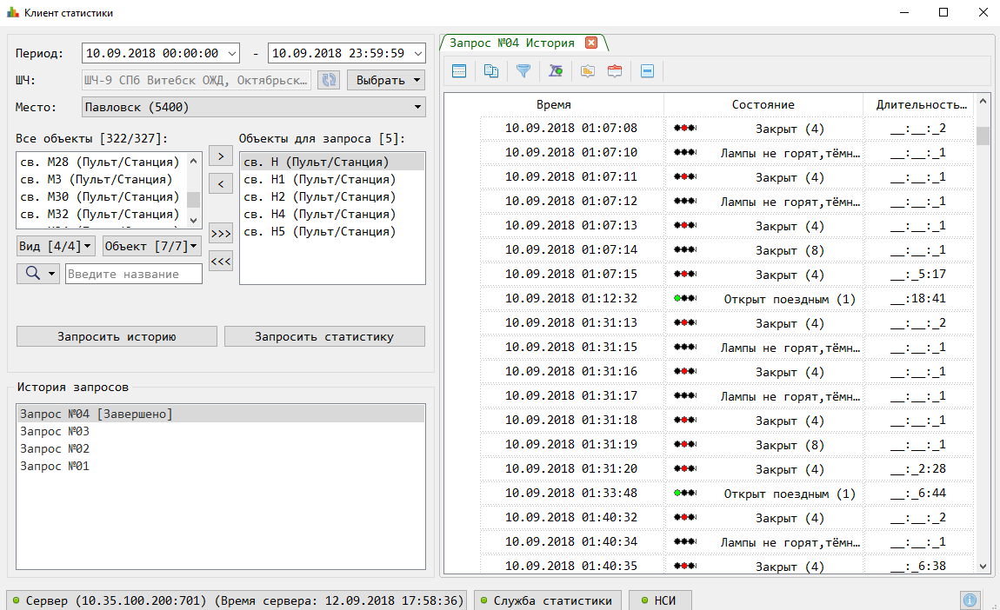 Клиент статистики
Период: 10.09.2018 00:00:00 - 10.09.2018 23:59:59
ШЧ: ШЧ-9 СПб Витебск ОЖД, Октябрьск… Выбрать
Место: Павловск (5400)
Все объекты [322/327]:
св. М28 (Пульт/Станция)
св. М3 (Пульт/Станция)
св. М30 (Пульт/Станция)
св. М32 (Пульт/Станция)
Вид [4/4] Объект [7/7]
Введите название
>
<
>>>
<<<
Объекты для запроса [5]:
св. Н (Пульт/Станция)
св. Н1 (Пульт/Станция)
св. Н2 (Пульт/Станция)
св. Н4 (Пульт/Станция)
св. Н5 (Пульт/Станция)
Запросить историю Запросить статистику
История запросов
Запрос №04 [Завершено]
Запрос №03
Запрос №02
Запрос №01
Запрос №04 История
Время Состояние Длительность…
10.09.2018 01:07:08 Закрыт (4) __:__:_2
10.09.2018 01:07:10 Лампы не горят,тёмн… __:__:_1
10.09.2018 01:07:11 Закрыт (4) __:__:_1
10.09.2018 01:07:12 Лампы не горят,тёмн… __:__:_1
10.09.2018 01:07:13 Закрыт (4) __:__:_1
10.09.2018 01:07:14 Закрыт (8) __:__:_1
10.09.2018 01:07:15 Закрыт (4) __:_5:17
10.09.2018 01:12:32 Открыт поездным (1) __:18:41
10.09.2018 01:31:13 Закрыт (4) __:__:_2
10.09.2018 01:31:15 Лампы не горят,тёмн… __:__:_1
10.09.2018 01:31:16 Закрыт (4) __:__:_1
10.09.2018 01:31:17 Лампы не горят,тёмн… __:__:_1
10.09.2018 01:31:18 Закрыт (4) __:__:_1
10.09.2018 01:31:19 Закрыт (8) __:__:_1
10.09.2018 01:31:20 Закрыт (4) __:_2:28
10.09.2018 01:33:48 Открыт поездным (1) __:_6:44
10.09.2018 01:40:32 Закрыт (4) __:__:_2
10.09.2018 01:40:34 Лампы не горят,тёмн… __:__:_1
10.09.2018 01:40:35 Закрыт (4) __:_6:38
Сервер (10.35.100.200:701) (Время сервера: 12.09.2018 17:58:36) Служба статистики НСИ